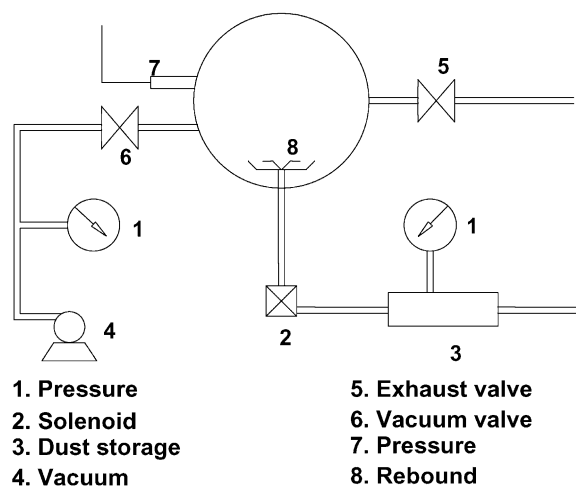 7
5
6
8
1
1
2
4
3
1. Pressure
2. Solenoid
3. Dust storage
4. Vacuum
5. Exhaust valve
6. Vacuum valve
7. Pressure
8. Rebound